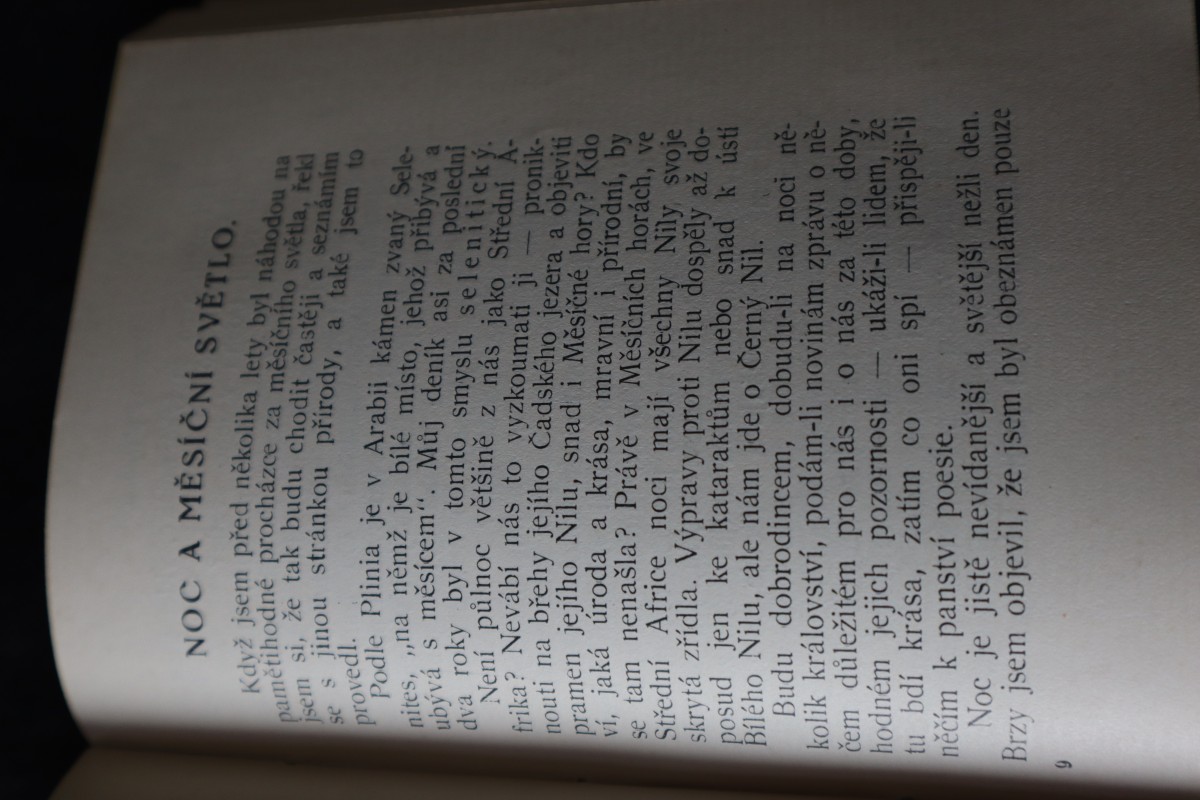 NOC A MĚSÍČNÍ SVĚTLO.
Když jsem před několika lety byl náhodou na
pamětihodné procházce za měsíčního světla, řekl
jsem si, že tak budu chodit častěji a seznámím
se s jinou stránkou přírody, a také jsem to
provedl.
Podle Plinia je v Arabii kámen zvaný Sele-
nites, „na němž je bílé místo, jehož přibývá a
ubývá s měsícem“. Můj deník asi za poslední
dva roky byl v tomto smyslu selenitický.
Není půlnoc většině z nás jako Střední A-
frika? Nevábí nás to vyzkoumati ji — pronik-
nouti na břehy jejího Čadského jezera a objeviti
pramen jejího Nilu, snad i Měsíčné hory? Kdo
ví, jaká úroda a krása, mravní i přírodní, by
se tam nenašla? Právě v Měsíčních horách, ve
Střední Africe noci mají všechny Nily svoje
skrytá zřídla. Výpravy proti Nilu dospěly až do-
posud jen ke kataraktům nebo snad k ústí
Bílého Nilu, ale nám jde o Černý Nil.
Budu dobrodincem, dobudu-li na noci ně-
kolik království, podám-li novinám zprávu o ně-
čem důležitém pro nás i o nás za této doby,
hodném jejich pozornosti — ukáži-li lidem, že
tu bdí krása, zatím co oni spí — přispěji-li
něčím k panství poesie.
Noc je jistě nevídanější a světější nežli den.
Brzy jsem objevil, že jsem byl obeznámen pouze
9